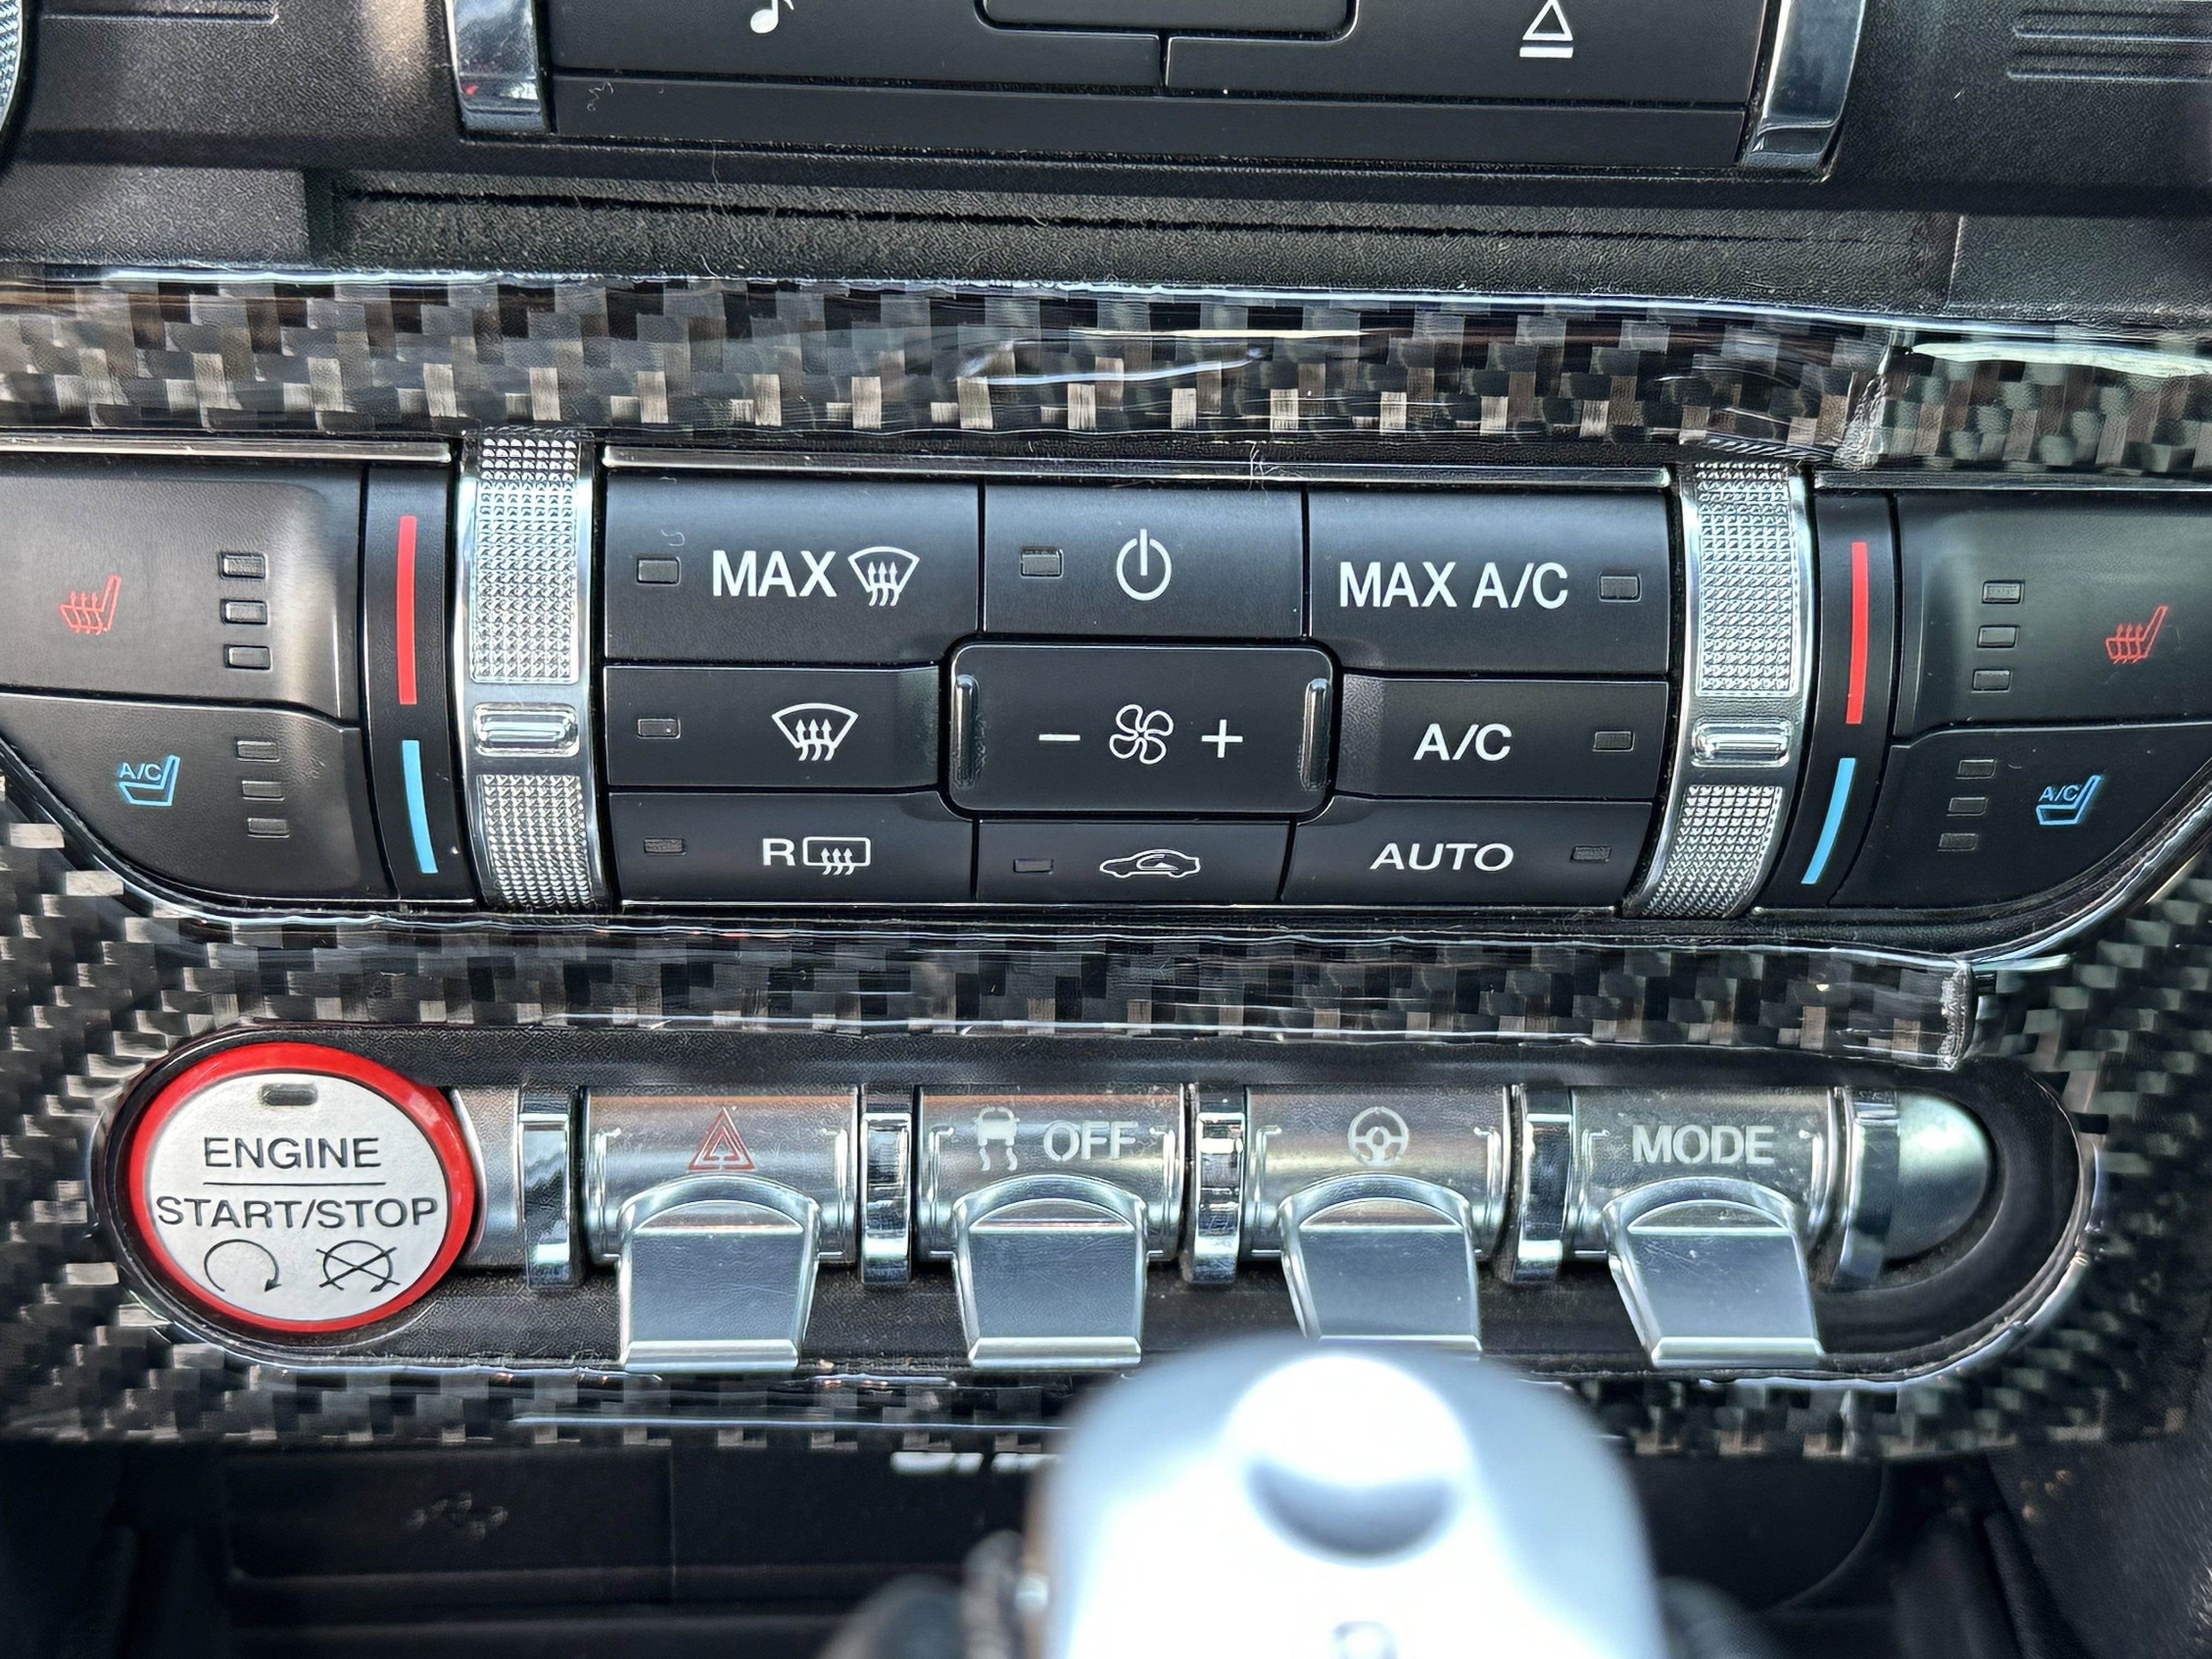 MAX
MAX A/C
A/C
A/C
A/C
R
AUTO
ENGINE
START/STOP
OFF
MODE